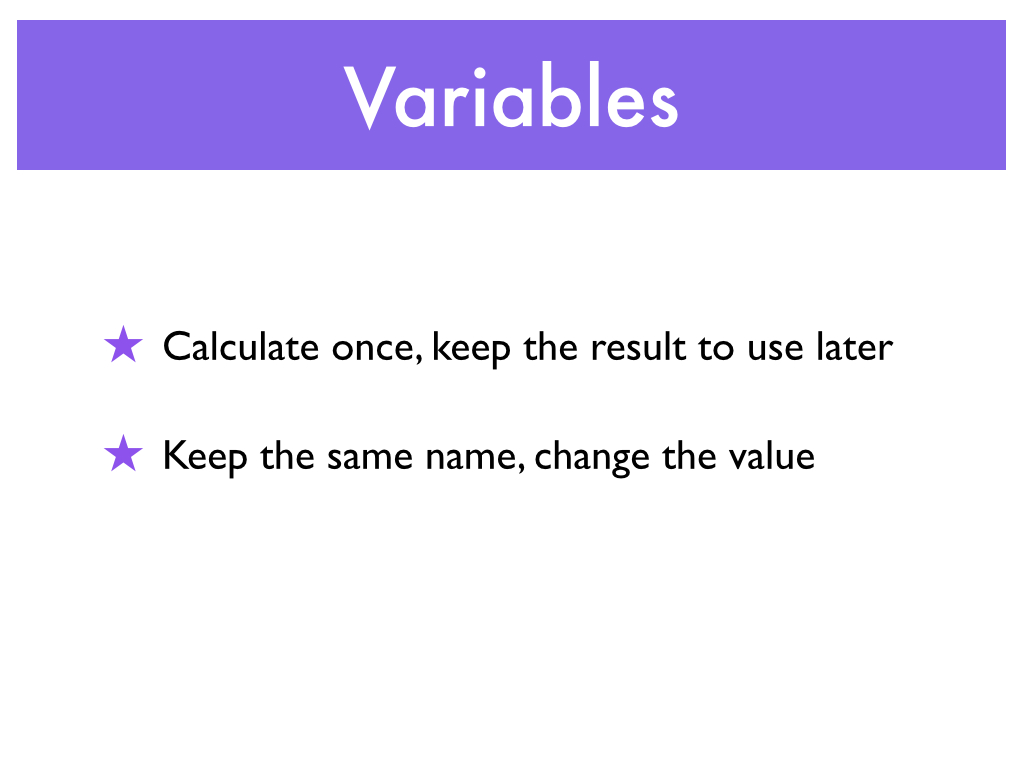 Variables
★ Calculate once, keep the result to use later
★ Keep the same name, change the value